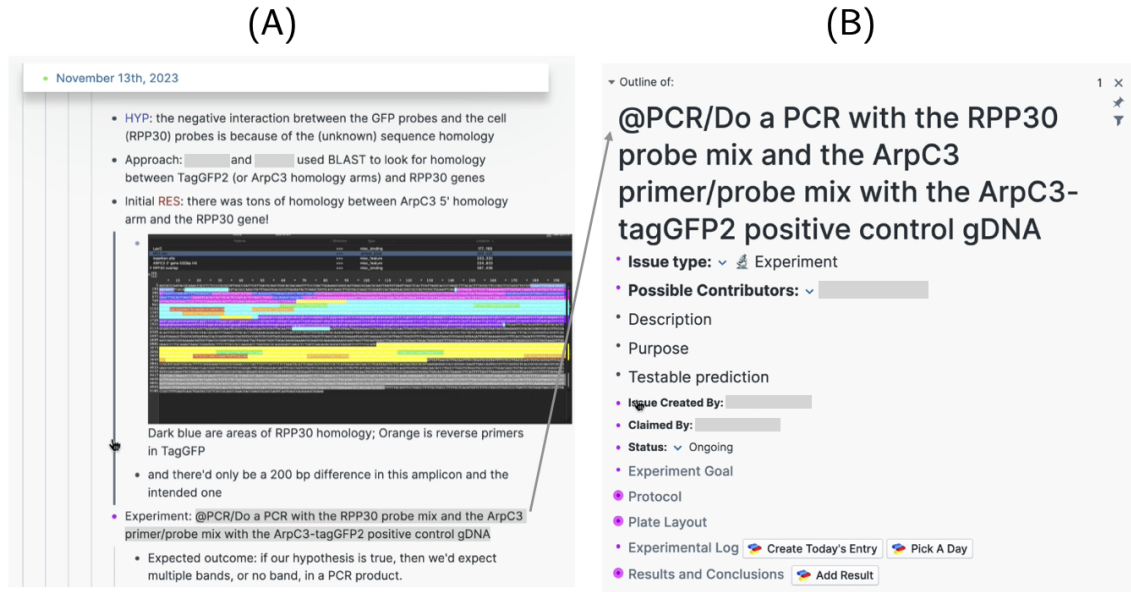 (A)
(B)
November 13th, 2023
HYP: the negative interaction bretween the GFP probes and the cell
(RPP30) probes is because of the (unknown) sequence homology
Approach: and used BLAST to look for homology
between TagGFP2 (or ArpC3 homology arms) and RPP30 genes
Initial RES: there was tons of homology between ArpC3 5' homology
arm and the RPP30 gene!
Dark blue are areas of RPP30 homology; Orange is reverse primers
in TagGFP
and there'd only be a 200 bp difference in this amplicon and the
intended one
Experiment: @PCR/Do a PCR with the RPP30 probe mix and the ArpC3
primer/probe mix with the ArpC3-tagGFP2 positive control gDNA
Expected outcome: if our hypothesis is true, then we'd expect
multiple bands, or no band, in a PCR product.
Outline of:
1
@PCR/Do a PCR with the RPP30
probe mix and the ArpC3
primer/probe mix with the ArpC3-
tagGFP2 positive control gDNA
Issue type: Experiment
Possible Contributors:
Description
Purpose
Testable prediction
Issue Created By:
Claimed By:
Status: Ongoing
Experiment Goal
Protocol
Plate Layout
Experimental Log Create Today's Entry Pick A Day
Results and Conclusions Add Result